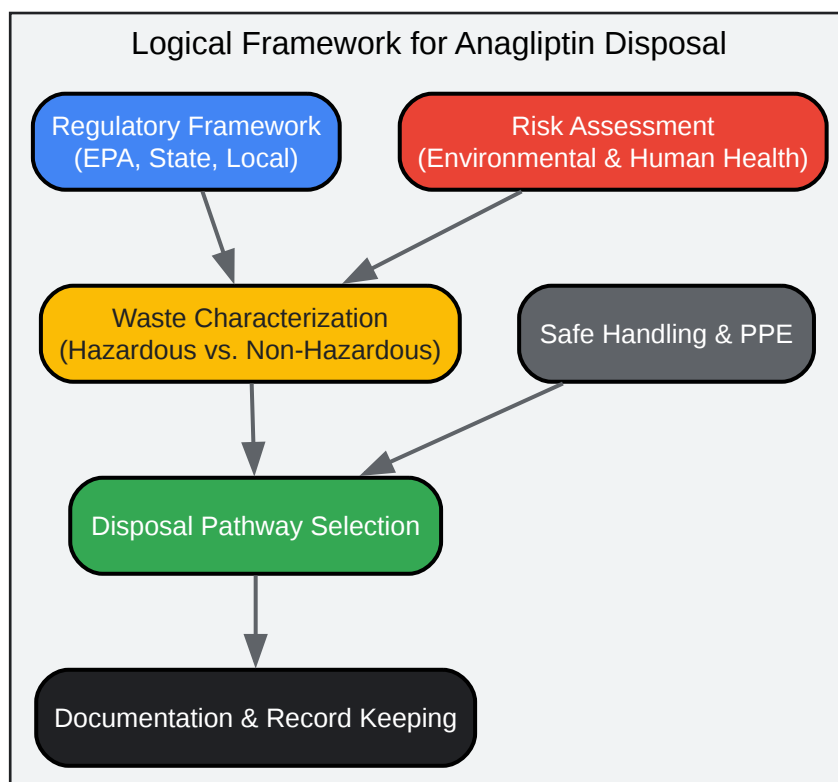 Logical Framework for Anagliptin Disposal
Regulatory Framework
(EPA, State, Local)
Risk Assessment
(Environmental & Human Health)
Waste Characterization
(Hazardous vs. Non-Hazardous)
Safe Handling & PPE
Disposal Pathway Selection
Documentation & Record Keeping